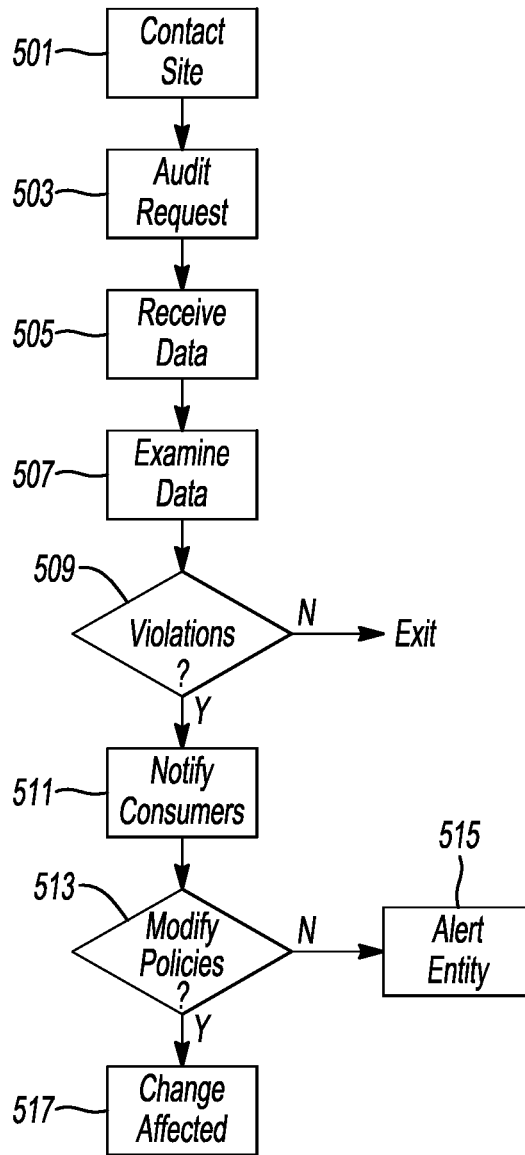 501
Contact
Site
503
Audit
Request
505
Receive
Data
507
Examine
Data
509
Violations
?
N
Exit
Y
511
Notify
Consumers
513
Modify
Policies
?
N
515
Alert
Entity
Y
517
Change
Affected